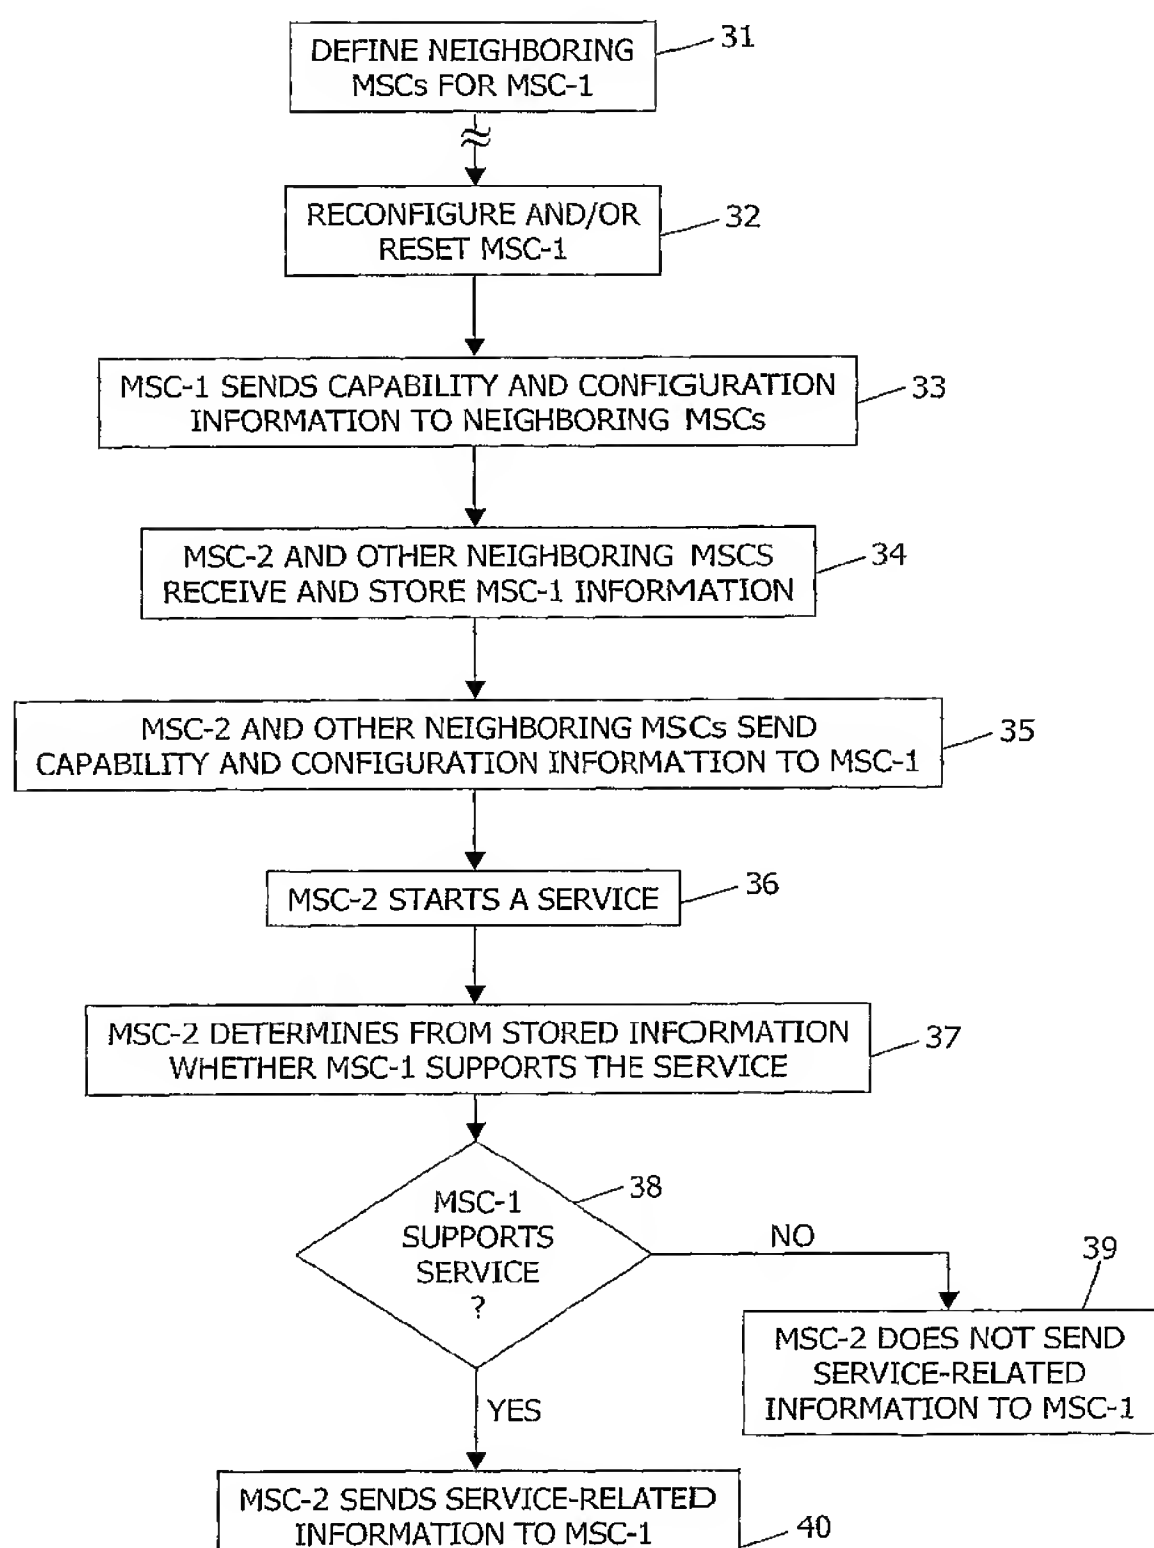 DEFINE NEIGHBORING
MSCs FOR MSC-1
31
RECONFIGURE AND/OR
RESET MSC-1
32
MSC-1 SENDS CAPABILITY AND CONFIGURATION
INFORMATION TO NEIGHBORING MSCs
33
MSC-2 AND OTHER NEIGHBORING MSCS
RECEIVE AND STORE MSC-1 INFORMATION
34
MSC-2 AND OTHER NEIGHBORING MSCs SEND
CAPABILITY AND CONFIGURATION INFORMATION TO MSC-1
35
MSC-2 STARTS A SERVICE
36
MSC-2 DETERMINES FROM STORED INFORMATION
WHETHER MSC-1 SUPPORTS THE SERVICE
37
MSC-1
SUPPORTS
SERVICE
?
38
NO
39
MSC-2 DOES NOT SEND
SERVICE-RELATED
INFORMATION TO MSC-1
YES
MSC-2 SENDS SERVICE-RELATED
INFORMATION TO MSC-1
40